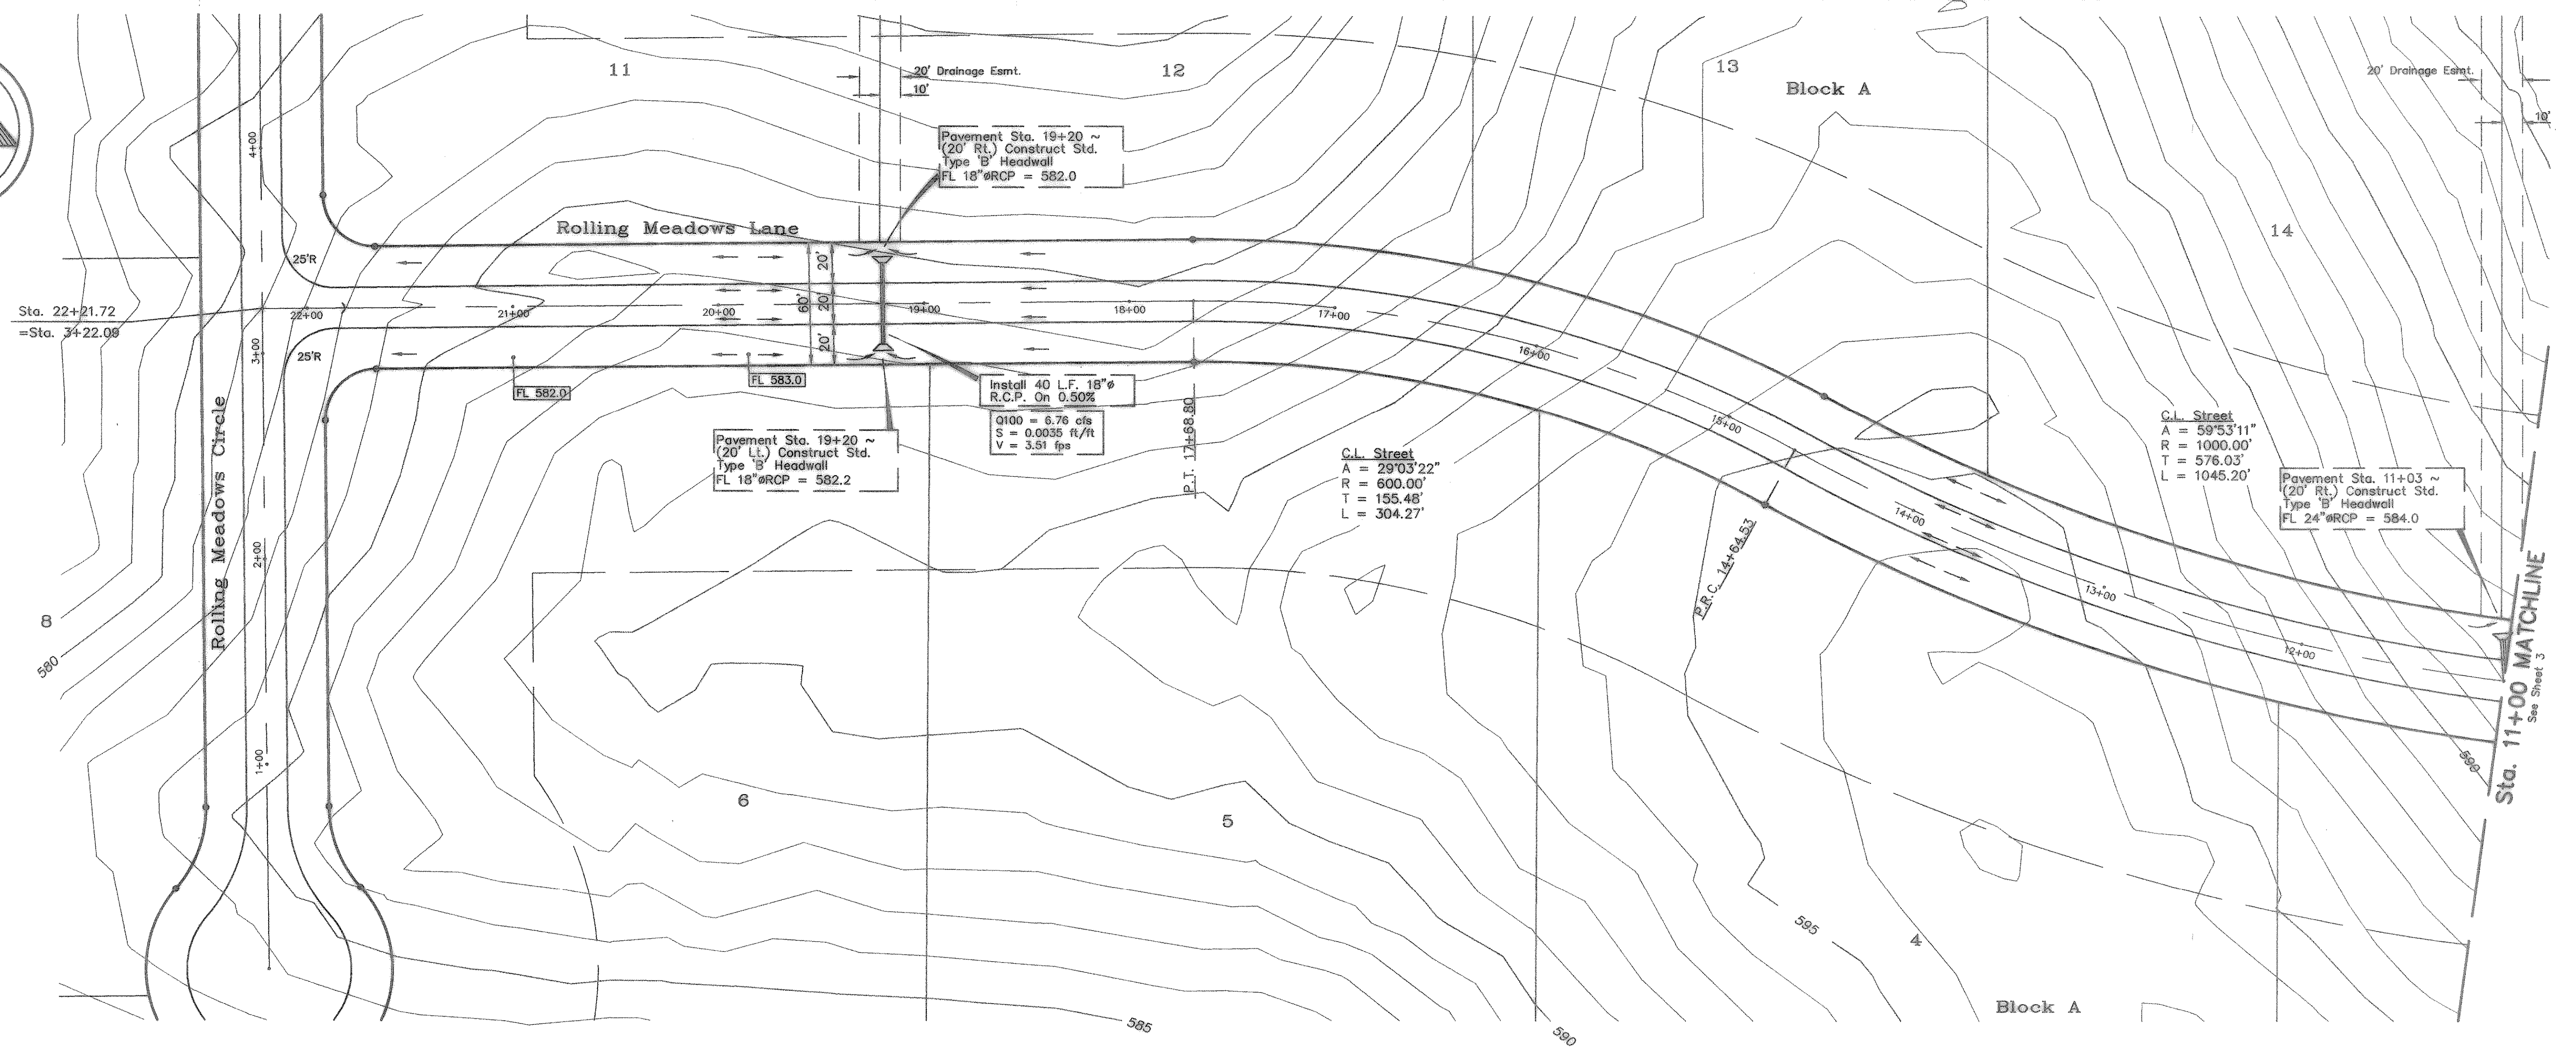 11
20' Drainage Esmt.
10'
12
13
Block A
20' Drainage Esmt.
10'
4+00
Pavement Sta. 19+20 ~
(20' Rt.) Construct Std.
Type 'B' Headwall
FL 18"øRCP = 582.0
Rolling Meadows Lane
14
25'R
20'
60'
20'
20'
Sta. 22+21.72
=Sta. 3+22.09
22+00
21+00
20+00
19+00
18+00
17+00
16+00
15+00
14+00
13+00
12+00
3+00
25'R
FL 582.0
FL 583.0
Install 40 L.F. 18"ø
R.C.P. On 0.50%
Q100 = 6.76 cfs
S = 0.0035 ft/ft
V = 3.51 fps
P.T. 17+68.80
Pavement Sta. 19+20 ~
(20' Lt.) Construct Std.
Type 'B' Headwall
FL 18"øRCP = 582.2
C.L. Street
A = 29°03'22"
R = 600.00'
T = 155.48'
L = 304.27'
C.L. Street
A = 59°53'11"
R = 1000.00'
T = 576.03'
L = 1045.20'
Pavement Sta. 11+03 ~
(20' Rt.) Construct Std.
Type 'B' Headwall
FL 24"øRCP = 584.0
Rolling Meadows Circle
2+00
P.R.C. 14+64.53
8
580
1+00
Sta. 11+00 MATCHLINE
See Sheet 3
590
6
5
595
4
Block A
585
590